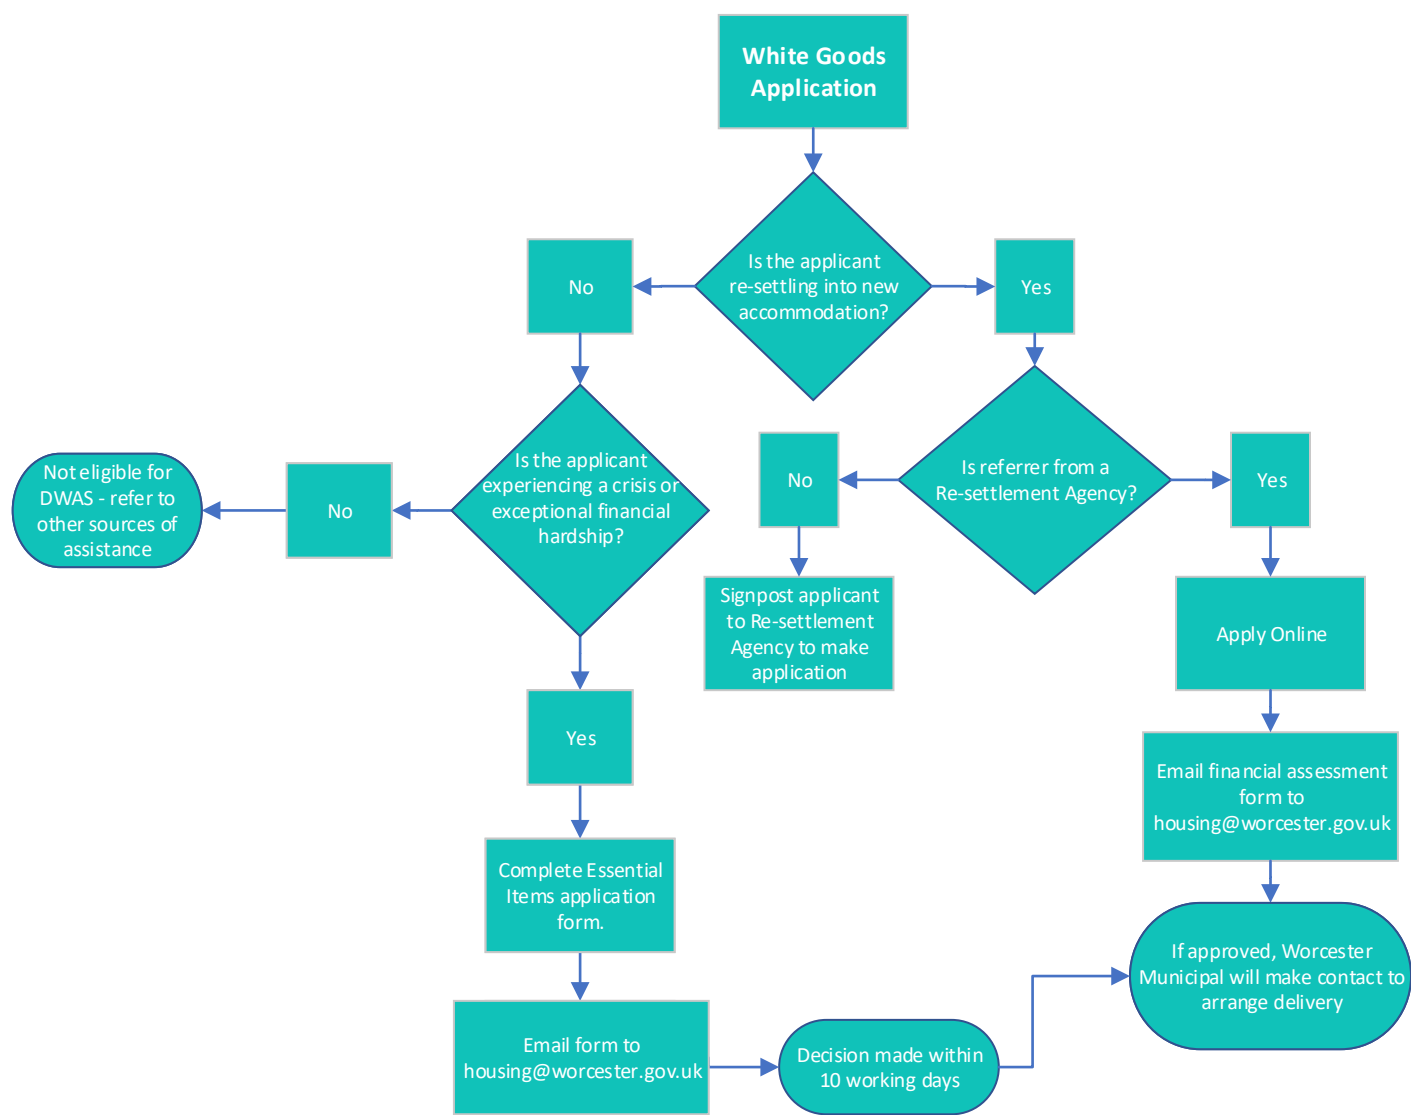 White Goods
Application
Is the applicant
re-settling into new
accommodation?
No
Yes
Is the applicant
experiencing a crisis or
exceptional financial
hardship?
No
Not eligible for
DWAS - refer to
other sources of
assistance
Is referrer from a
Re-settlement Agency?
No
Yes
Signpost applicant
to Re-settlement
Agency to make
application
Apply Online
Yes
Email financial assessment
form to
housing@worcester.gov.uk
Complete Essential
Items application
form.
If approved, Worcester
Municipal will make contact to
arrange delivery
Email form to
housing@worcester.gov.uk
Decision made within
10 working days